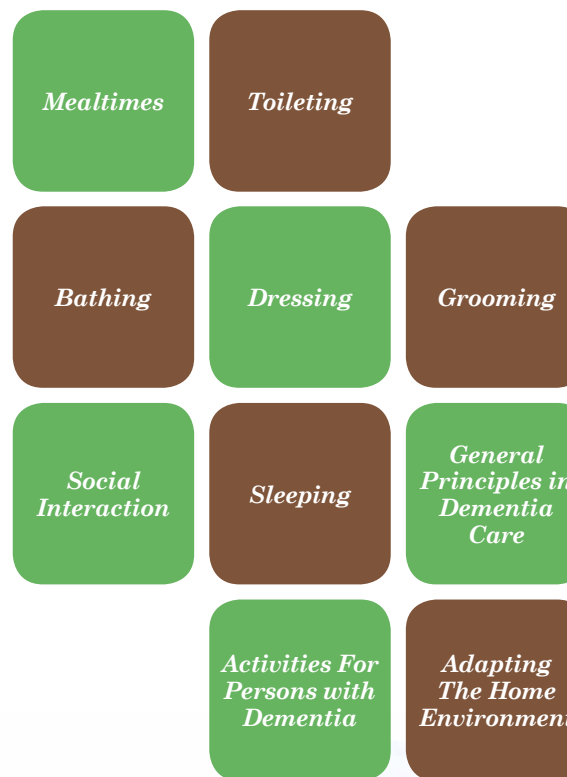 Mealtimes
Toileting
Bathing
Dressing
Grooming
Social
Interaction
Sleeping
General
Principles in
Dementia
Care
Activities For
Persons with
Dementia
Adapting
The Home
Environment